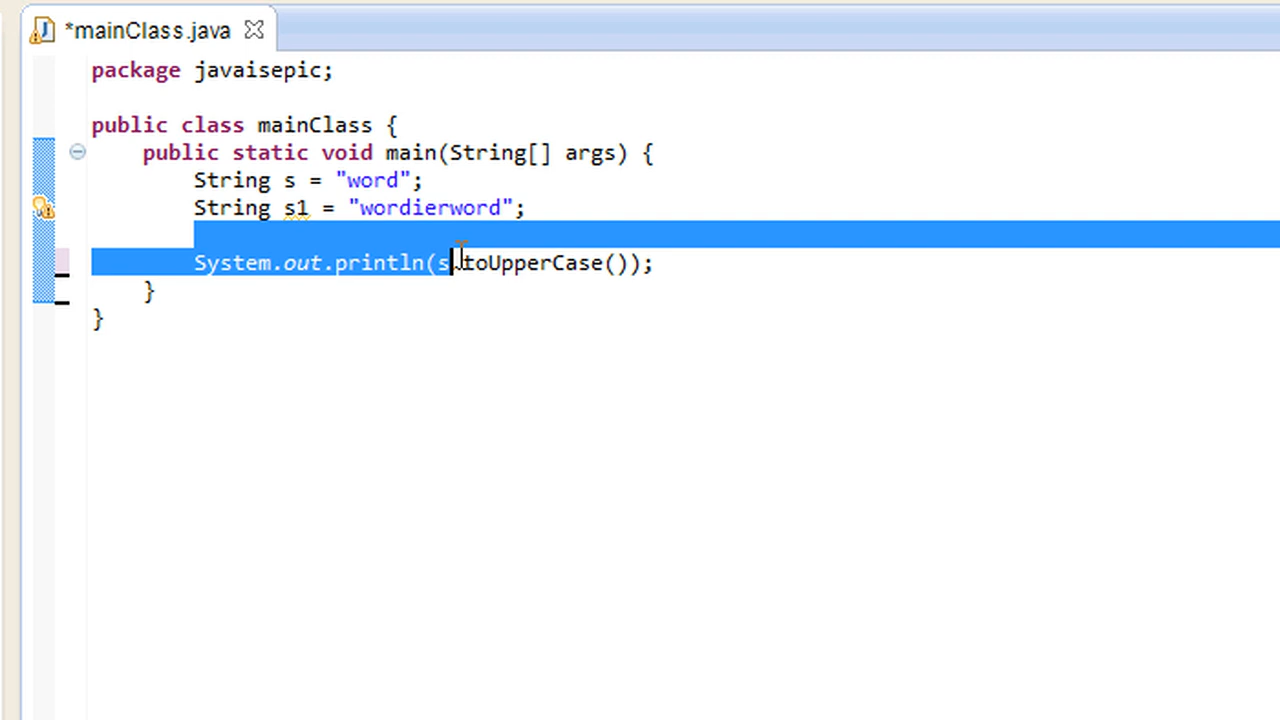 *mainClass.java
package javaisepic;
public class mainClass {
public static void main(String[] args) {
String s = "word";
String s1 = "wordierword";
System.out.println(s.toUpperCase());
}
}